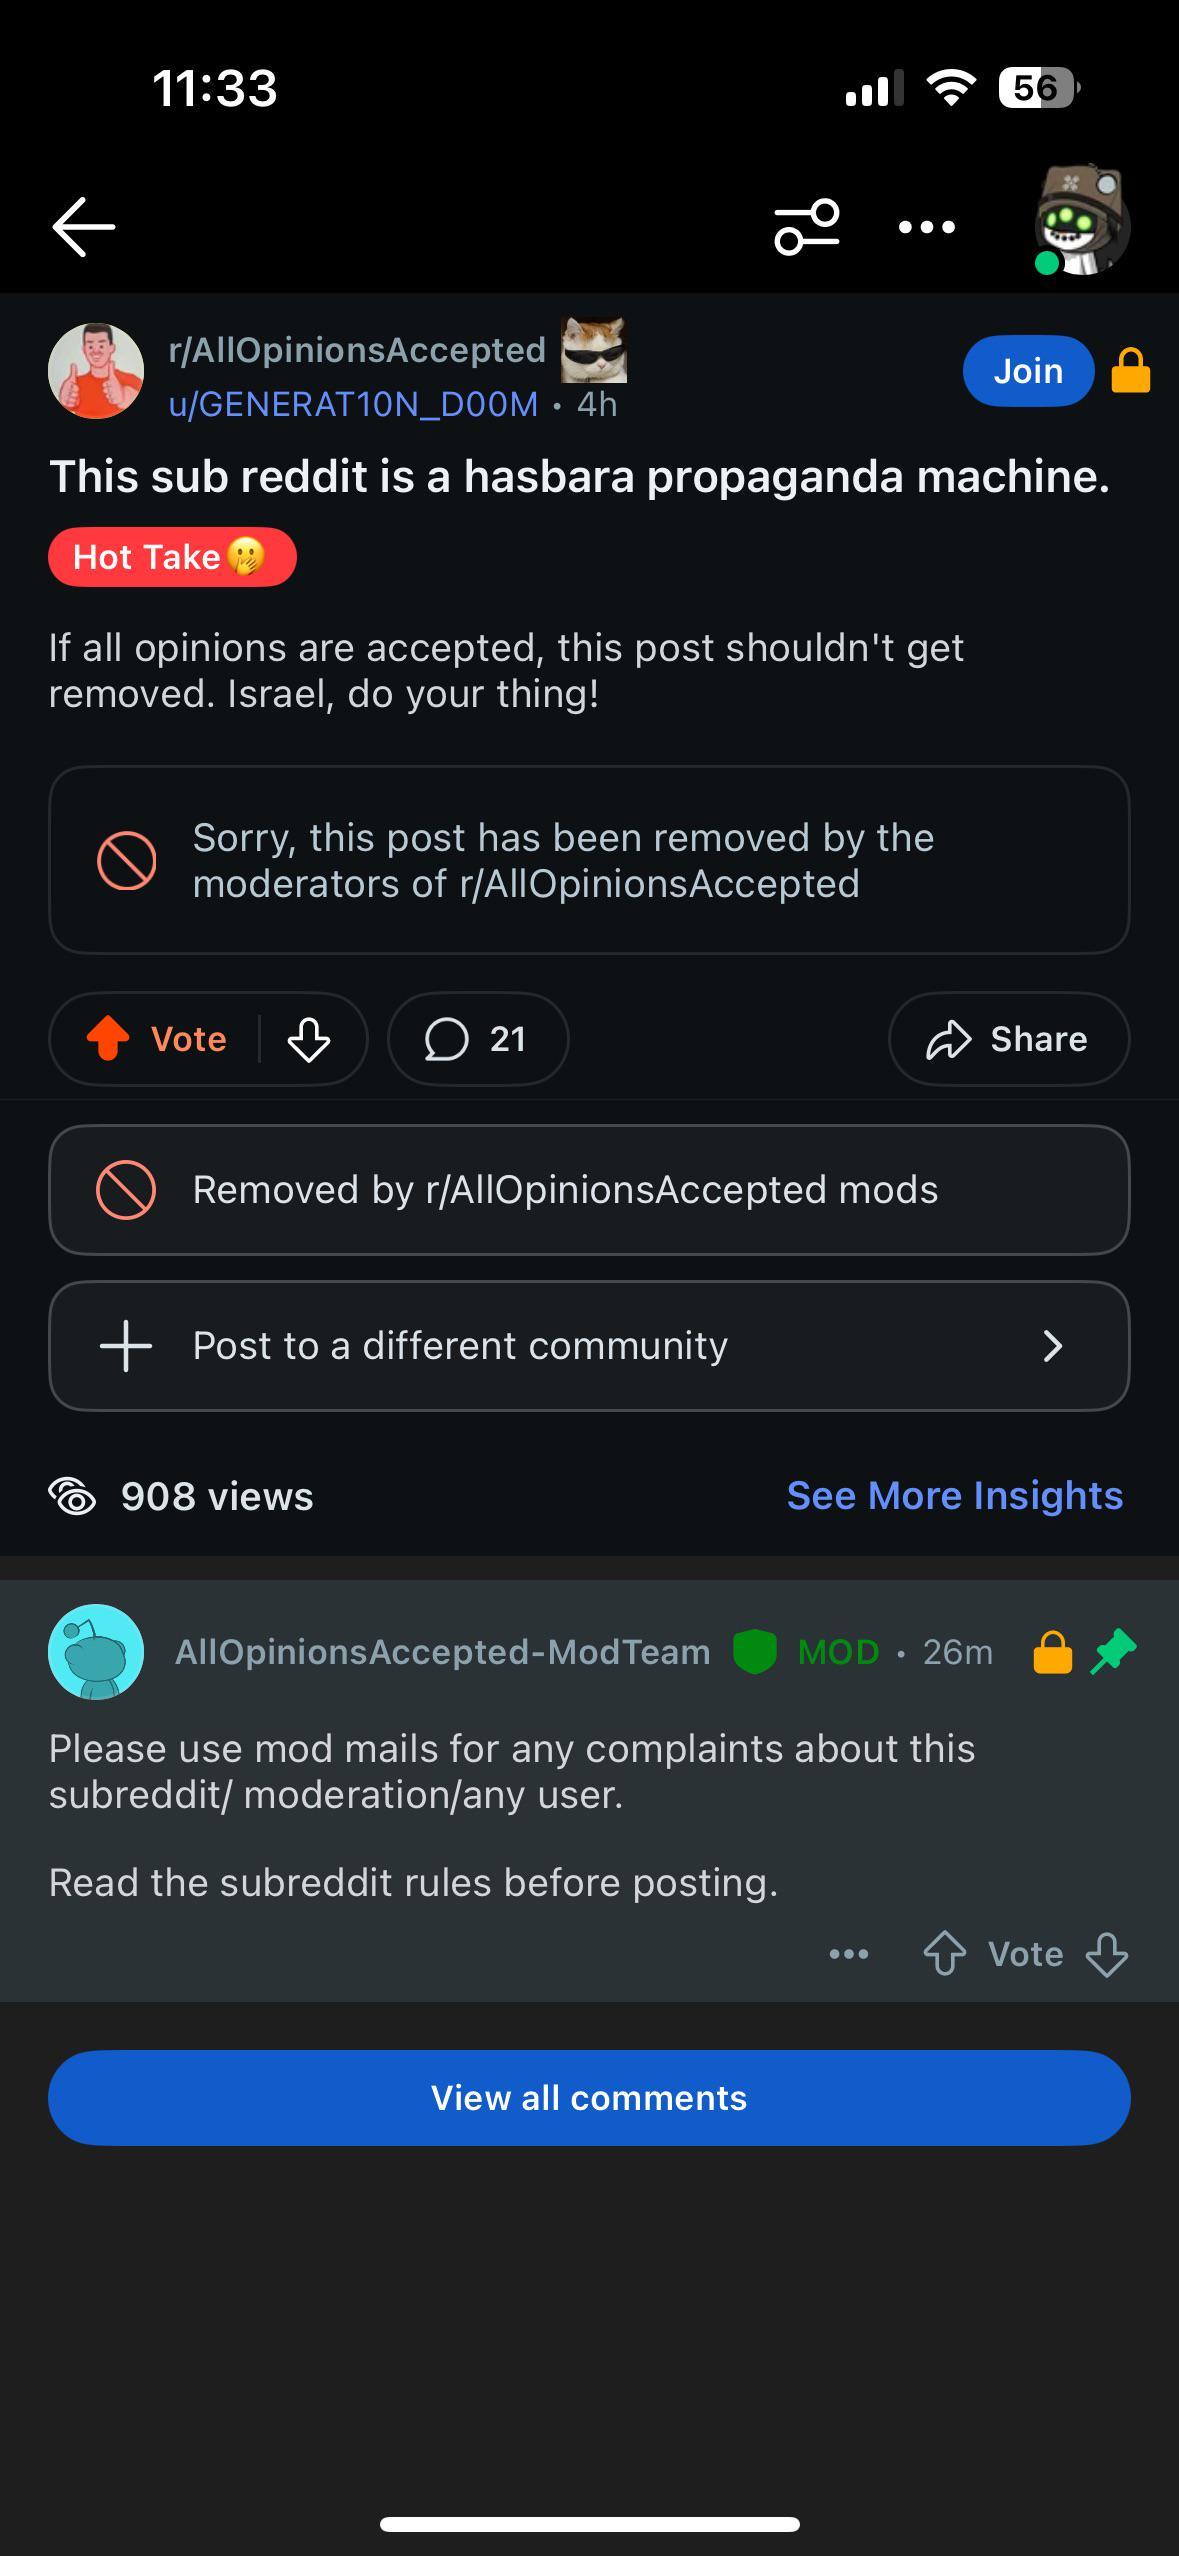 11:33
56
r/AllOpinionsAccepted
Join
u/GENERAT10N_D00M • 4h
This sub reddit is a hasbara propaganda machine.
Hot Take🤭
If all opinions are accepted, this post shouldn't get
removed. Israel, do your thing!
Sorry, this post has been removed by the
moderators of r/AllOpinionsAccepted
Vote
21
Share
Removed by r/AllOpinionsAccepted mods
Post to a different community
908 views
See More Insights
AllOpinionsAccepted-ModTeam MOD • 26m
Please use mod mails for any complaints about this
subreddit/ moderation/any user.
Read the subreddit rules before posting.
Vote
View all comments